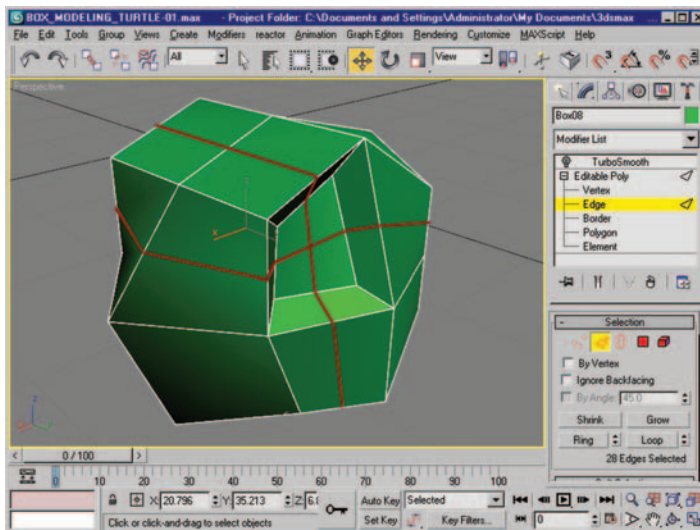 BOX_MODELING_TURTLE-01.max - Project Folder: C:\Documents and Settings\Administrator\My Documents\3dsmax
File Edit Tools Group Views Create Modifiers reactor Animation Graph Editors Rendering Customize MAXScript Help
All
View
Perspective
Box08
Modifier List
TurboSmooth
Editable Poly
Vertex
Edge
Border
Polygon
Element
- Selection
By Vertex
Ignore Backfacing
By Angle: 45.0
Shrink Grow
Ring Loop
28 Edges Selected
< 0 / 100 >
0 10 20 30 40 50 60 70 80 90 100
X: 20.796 Y: 35.213 Z:
Auto Key Selected
Click or click-and-drag to select objects
Set Key Key Filters... 0